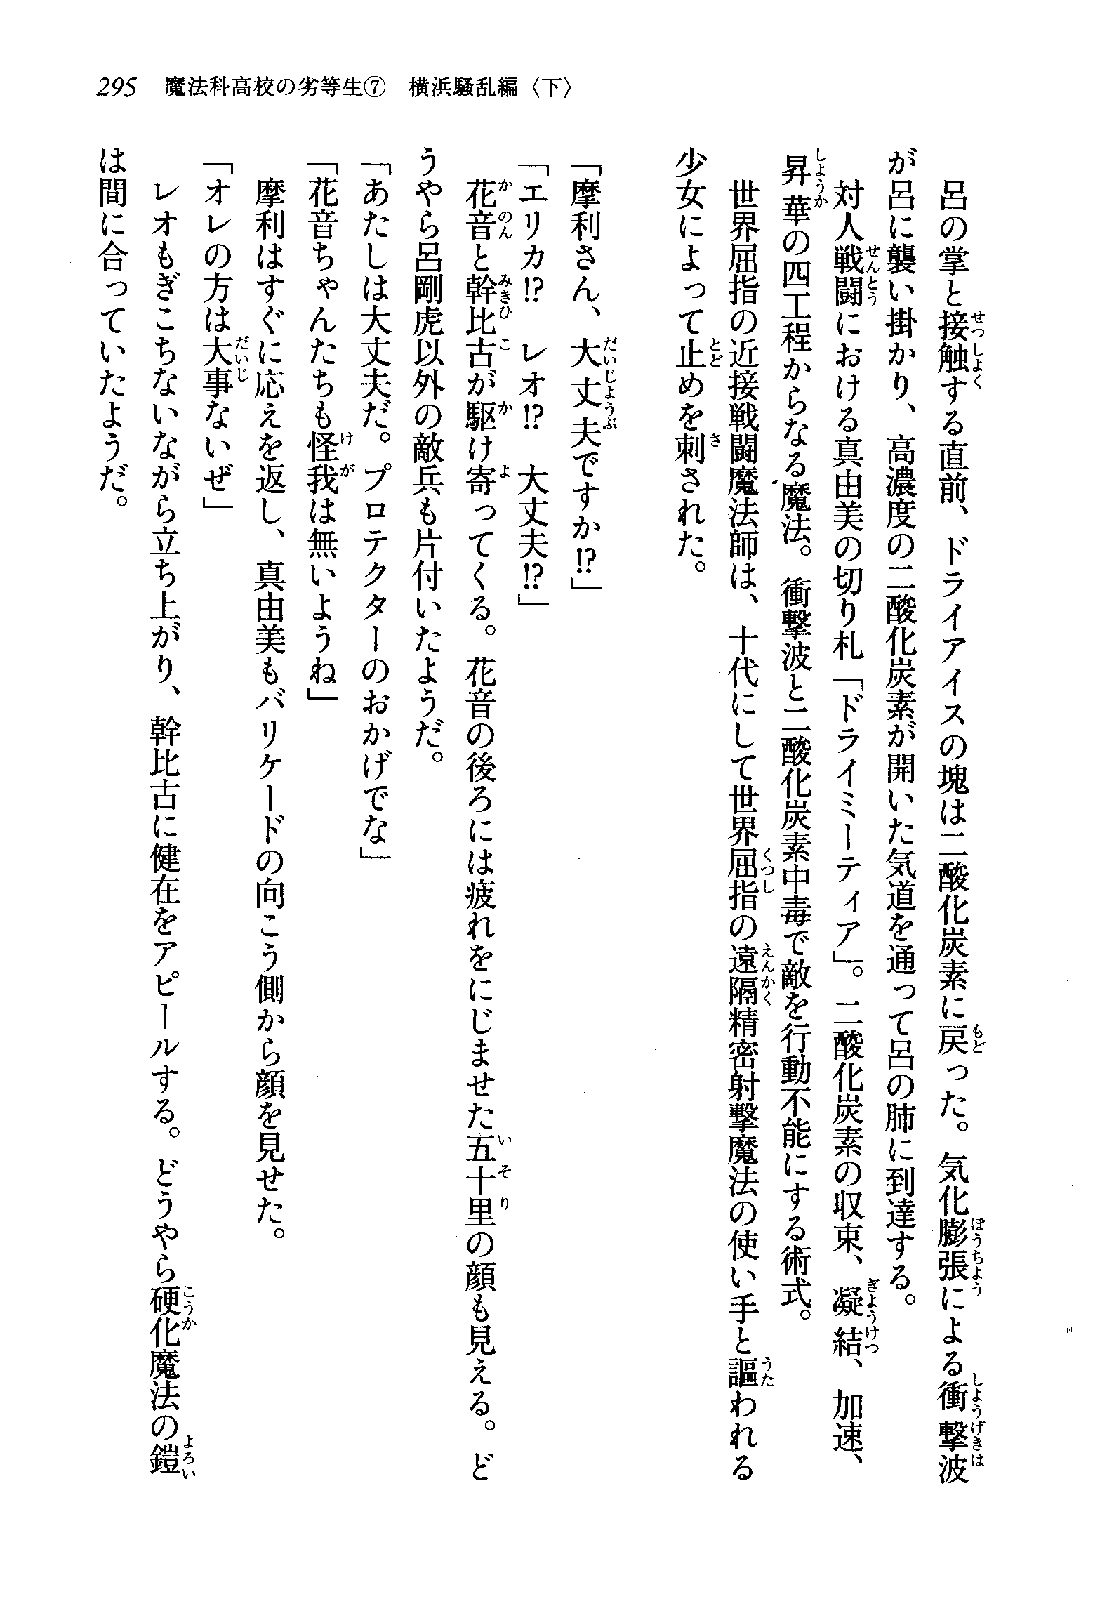 295　魔法科高校の劣等生⑦　横浜騒乱編〈下〉
　呂の掌と接触する直前、ドライアイスの塊は二酸化炭素に戻った。気化膨張による衝撃波
が呂に襲い掛かり、高濃度の二酸化炭素が開いた気道を通って呂の肺に到達する。
　対人戦闘における真由美の切り札「ドライミーティア」。二酸化炭素の収束、凝結、加速、
昇華の四工程からなる魔法。衝撃波と二酸化炭素中毒で敵を行動不能にする術式。
　世界屈指の近接戦闘魔法師は、十代にして世界屈指の遠隔精密射撃魔法の使い手と謳われる
少女によって止めを刺された。
「摩利さん、大丈夫ですか!?」
「エリカ!?　レオ!?　大丈夫!?」
　花音と幹比古が駆け寄ってくる。花音の後ろには疲れをにじませた五十里の顔も見える。ど
うやら呂剛虎以外の敵兵も片付いたようだ。
「あたしは大丈夫だ。プロテクターのおかげでな」
「花音ちゃんたちも怪我は無いようね」
　摩利はすぐに応えを返し、真由美もバリケードの向こう側から顔を見せた。
「オレの方は大事ないぜ」
　レオもぎこちないながら立ち上がり、幹比古に健在をアピールする。どうやら硬化魔法の鎧
は間に合っていたようだ。